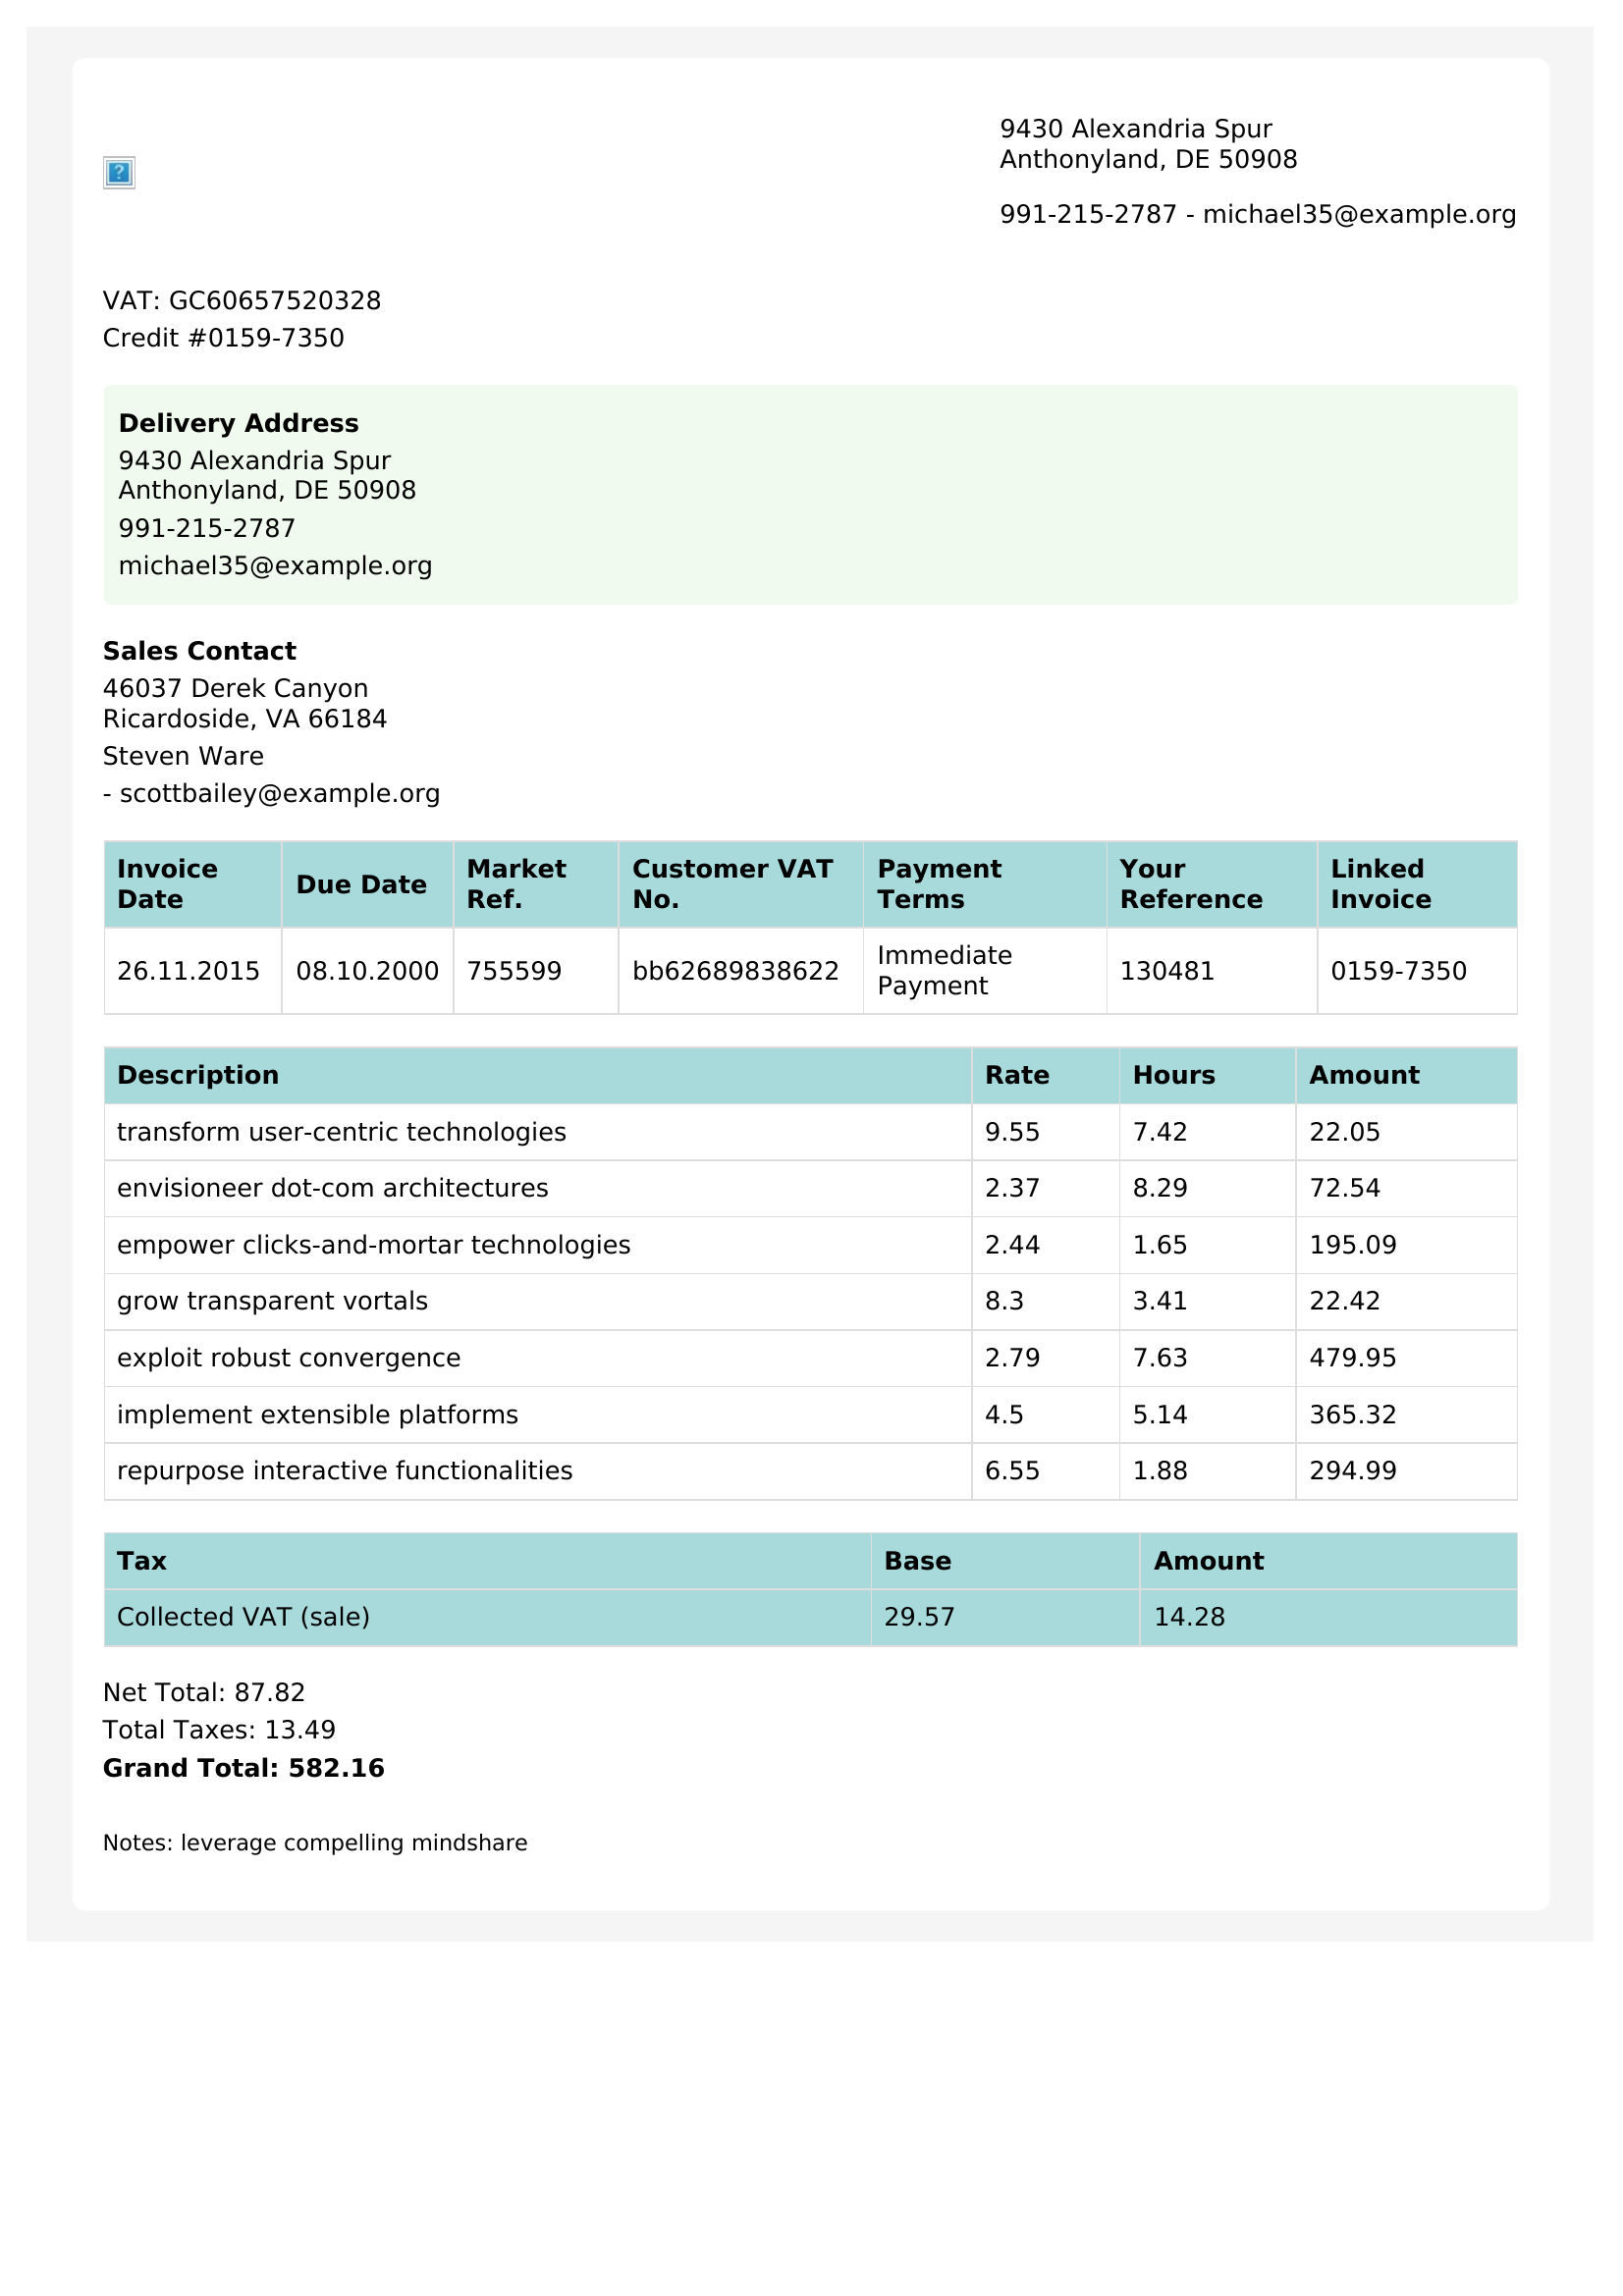 9430 Alexandria Spur
Anthonyland, DE 50908
991-215-2787 - michael35@example.org
VAT: GC60657520328
Credit #0159-7350
Delivery Address
9430 Alexandria Spur
Anthonyland, DE 50908
991-215-2787
michael35@example.org
Sales Contact
46037 Derek Canyon
Ricardoside, VA 66184
Steven Ware
- scottbailey@example.org
Invoice Date Due Date Market Ref. Customer VAT No. Payment Terms Your Reference Linked Invoice
26.11.2015 08.10.2000 755599 bb62689838622 Immediate Payment 130481 0159-7350
Description Rate Hours Amount
transform user-centric technologies 9.55 7.42 22.05
envisioneer dot-com architectures 2.37 8.29 72.54
empower clicks-and-mortar technologies 2.44 1.65 195.09
grow transparent vortals 8.3 3.41 22.42
exploit robust convergence 2.79 7.63 479.95
implement extensible platforms 4.5 5.14 365.32
repurpose interactive functionalities 6.55 1.88 294.99
Tax Base Amount
Collected VAT (sale) 29.57 14.28
Net Total: 87.82
Total Taxes: 13.49
Grand Total: 582.16
Notes: leverage compelling mindshare